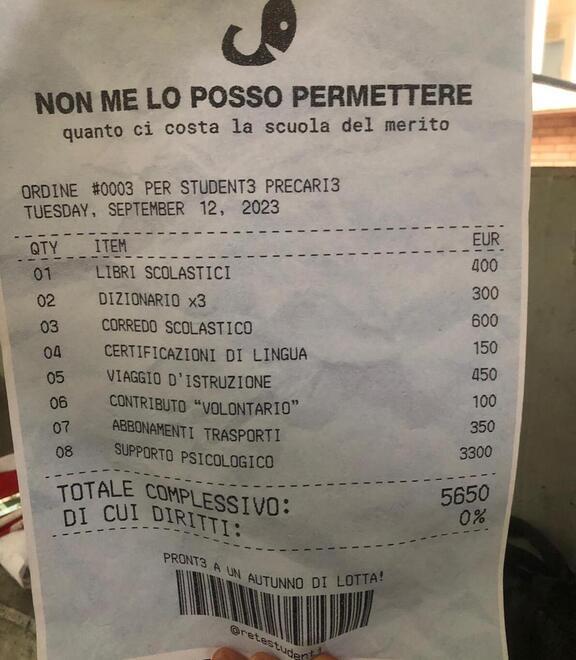 NON ME LO POSSO PERMETTERE
quanto ci costa la scuola del merito
ORDINE #0003 PER STUDENT3 PRECARI3
TUESDAY, SEPTEMBER 12, 2023
QTY ITEM EUR
01 LIBRI SCOLASTICI 400
02 DIZIONARIO x3 300
03 CORREDO SCOLASTICO 600
04 CERTIFICAZIONI DI LINGUA 150
05 VIAGGIO D'ISTRUZIONE 450
06 CONTRIBUTO “VOLONTARIO” 100
07 ABBONAMENTI TRASPORTI 350
08 SUPPORTO PSICOLOGICO 3300
TOTALE COMPLESSIVO: 5650
DI CUI DIRITTI: 0%
PRONT3 A UN AUTUNNO DI LOTTA!